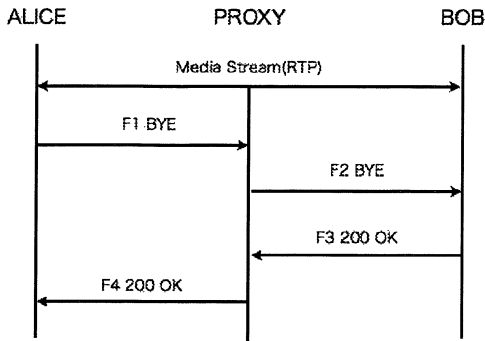 ALICE PROXY BOB
Media Stream(RTP)
F1 BYE
F2 BYE
F3 200 OK
F4 200 OK